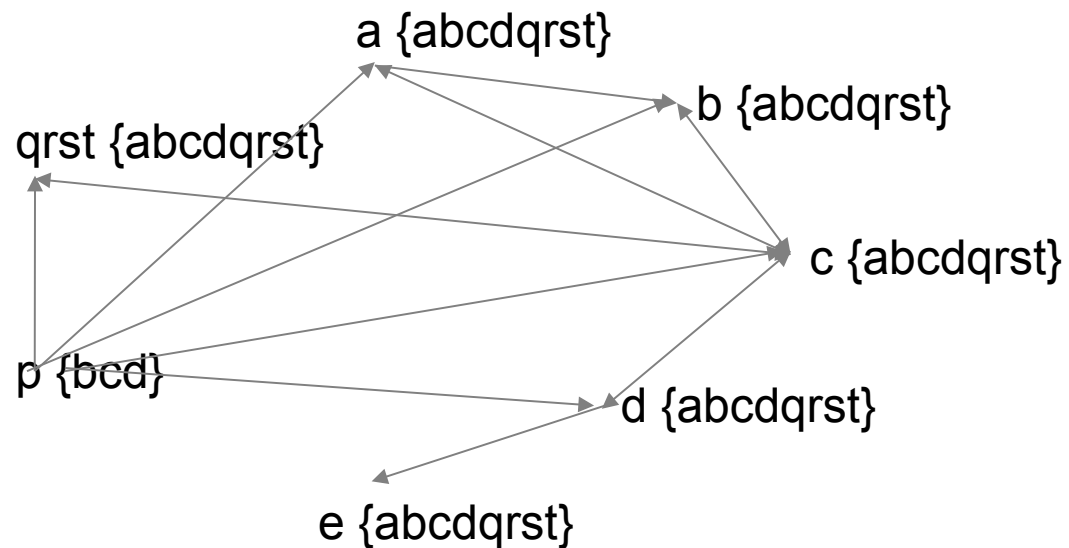 a {abcdqrst}
b {abcdqrst}
qrst {abcdqrst}
c {abcdqrst}
p {bcd}
d {abcdqrst}
e {abcdqrst}